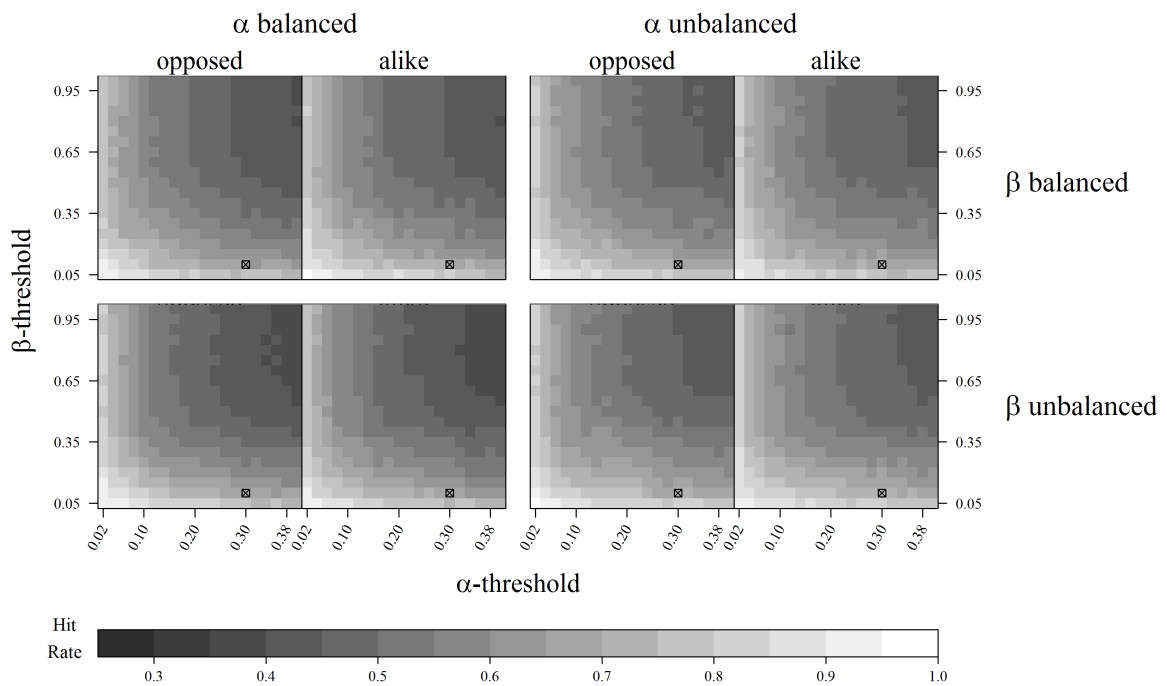 α balanced α unbalanced
opposed alike opposed alike
0.95 0.95
0.65 0.65
0.35 0.35
0.05 0.05
β balanced
β-threshold
0.95 0.95
0.65 0.65
0.35 0.35
0.05 0.05
β unbalanced
0.02 0.10 0.20 0.30 0.38 0.02 0.10 0.20 0.30 0.38 0.02 0.10 0.20 0.30 0.38 0.02 0.10 0.20 0.30 0.38
α-threshold
Hit
Rate
0.3 0.4 0.5 0.6 0.7 0.8 0.9 1.0